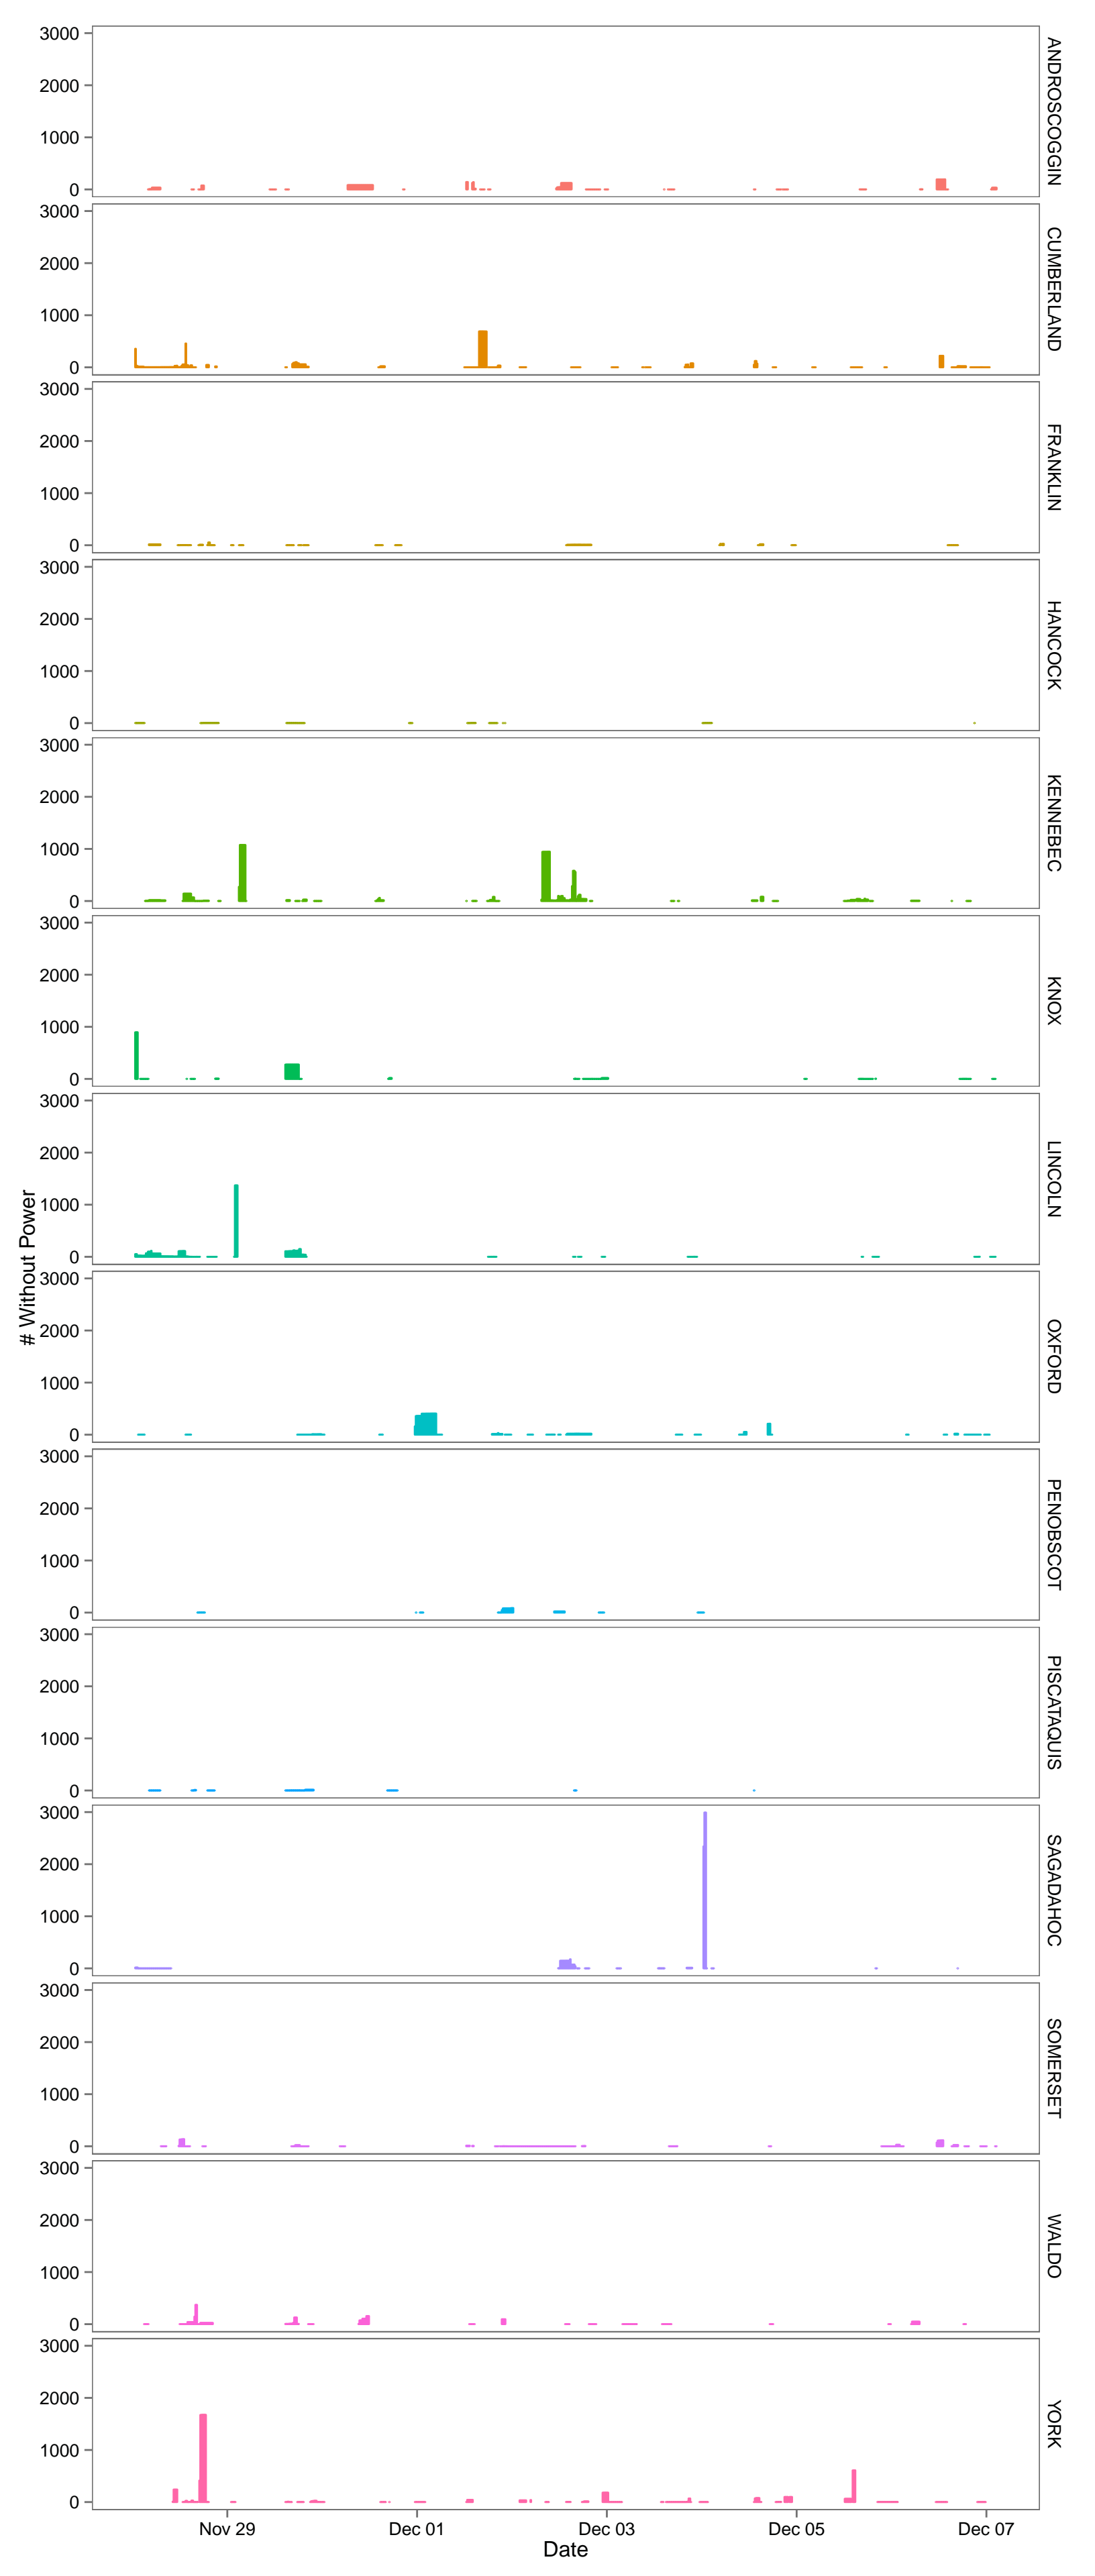 3000
2000
1000
0
ANDROSCOGGIN
3000
2000
1000
0
CUMBERLAND
3000
2000
1000
0
FRANKLIN
3000
2000
1000
0
HANCOCK
3000
2000
1000
0
KENNEBEC
3000
2000
1000
0
KNOX
3000
2000
1000
0
LINCOLN
# Without Power
3000
2000
1000
0
OXFORD
3000
2000
1000
0
PENOBSCOT
3000
2000
1000
0
PISCATAQUIS
3000
2000
1000
0
SAGADAHOC
3000
2000
1000
0
SOMERSET
3000
2000
1000
0
WALDO
3000
2000
1000
0
YORK
Nov 29
Dec 01
Dec 03
Dec 05
Dec 07
Date